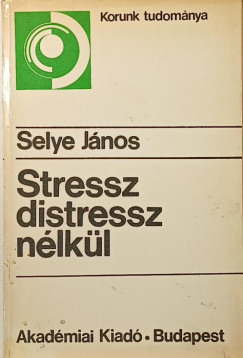 Korunk tudománya
Selye János
Stressz
distressz
nélkül
Akadémiai Kiadó • Budapest